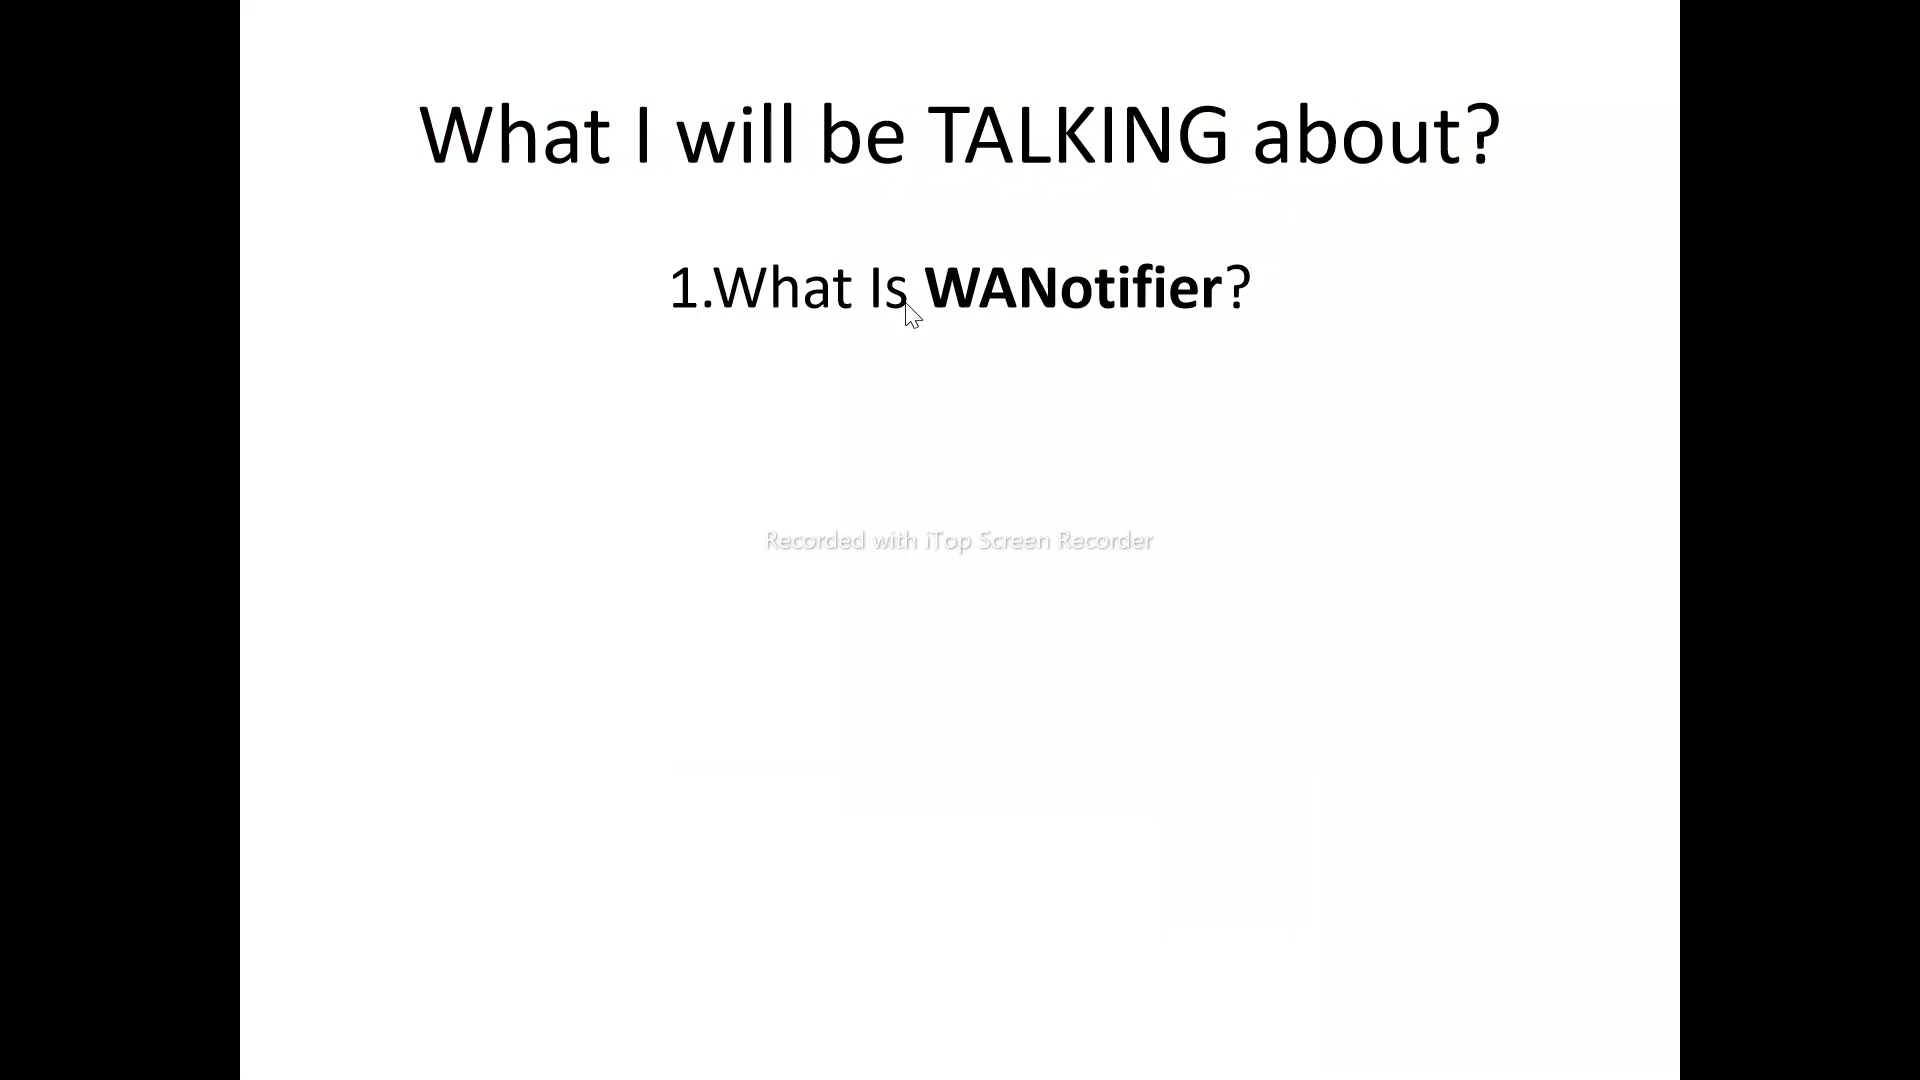 What I will be TALKING about?
1.What Is WANotifier?
Recorded with iTop Screen Recorder